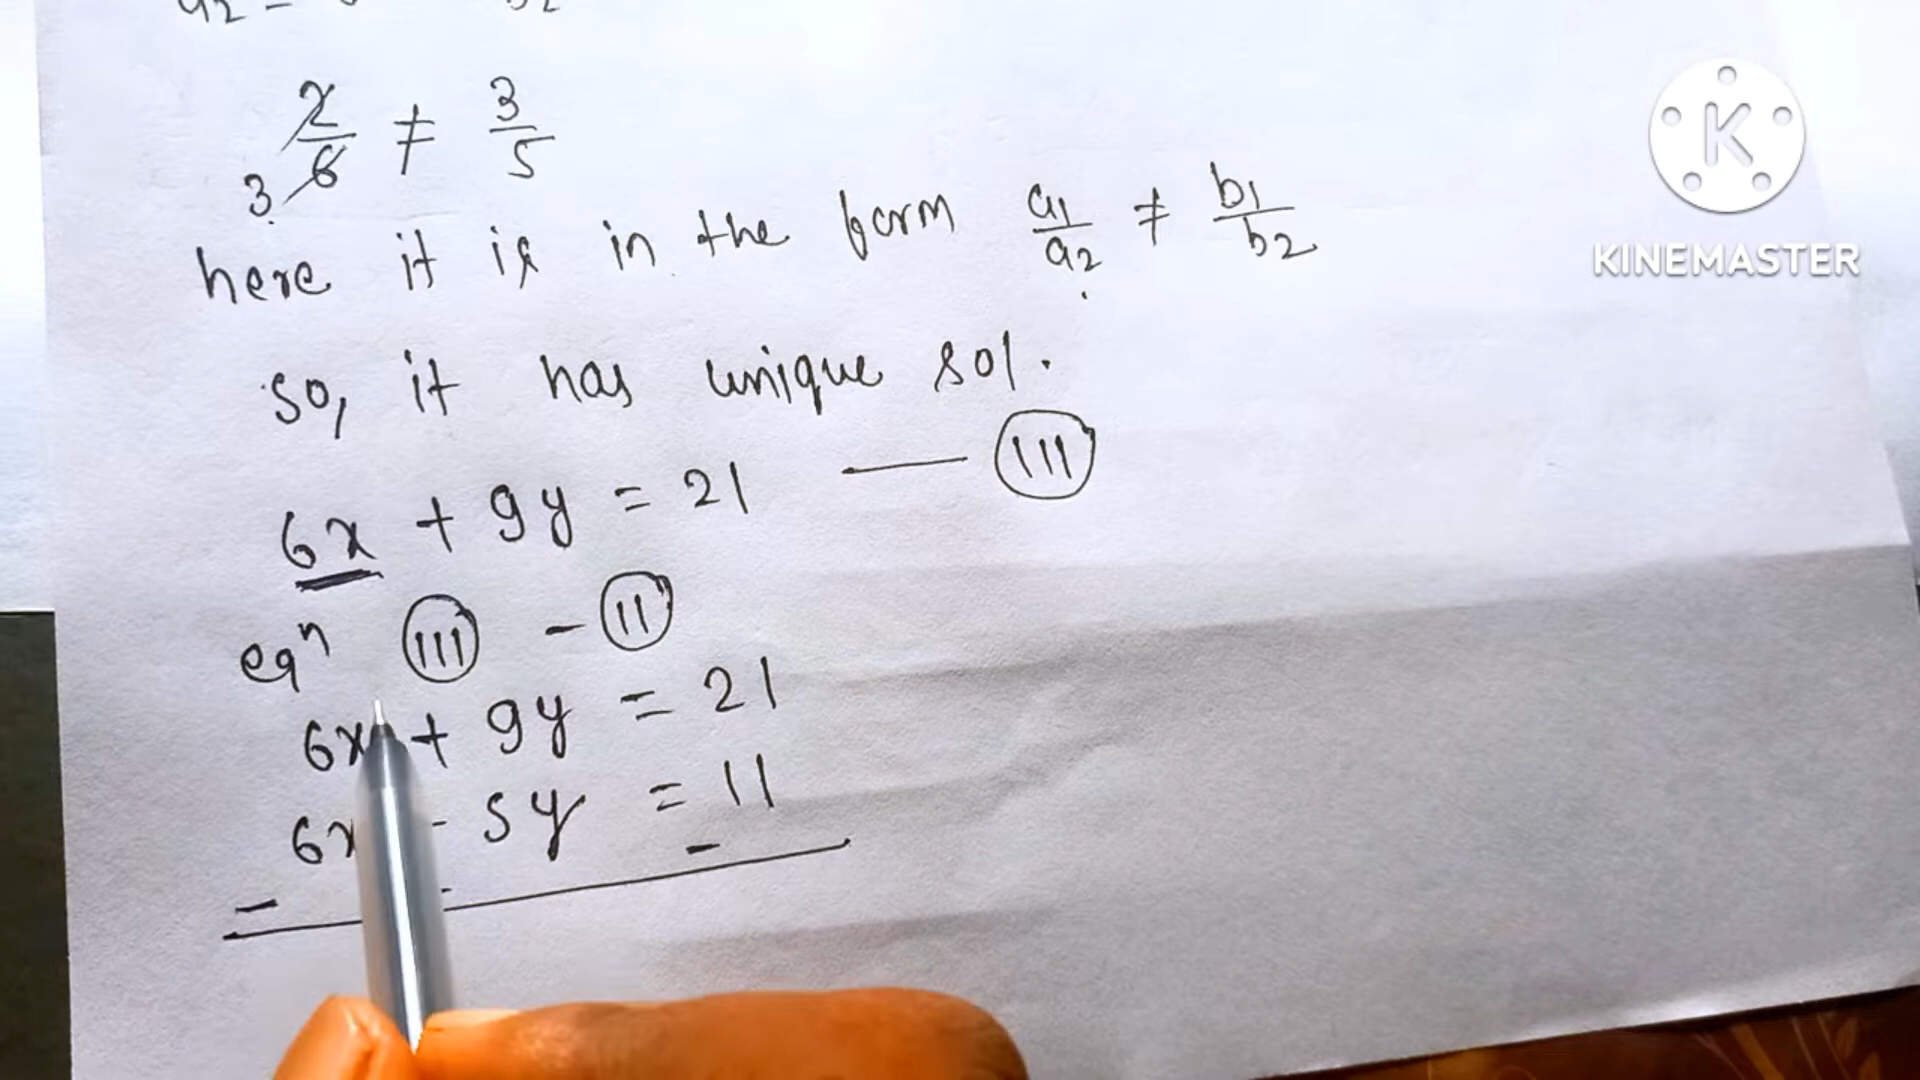 2/6 ≠ 3/5
3
here it is in the form a1/a2 ≠ b1/b2
so, it has unique sol.
6x + 9y = 21 — III
eqn III - II
6x + 9y = 21
6x - 5y = 11
- -
K
KINEMASTER